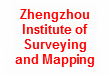 Zhengzhou
Institute of
Surveying
and Mapping